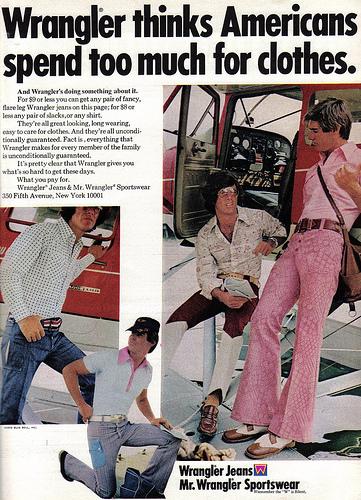 Wrangler thinks Americans
spend too much for clothes.
And Wrangler's doing something about it.
For $9 or less you can get any pair of fancy,
flare leg Wrangler jeans on this page; for $8 or
less any pair of slacks, or any shirt.
They're all great looking, long wearing,
easy to care for clothes. And they're all uncondi-
tionally guaranteed. Fact is, everything that
Wrangler makes for every member of the family
is unconditionally guaranteed.
It's pretty clear that Wrangler gives you
what's so hard to get these days.
What you pay for.
Wrangler® Jeans & Mr. Wrangler® Sportswear
350 Fifth Avenue, New York 10001
Wrangler Jeans W
Mr. Wrangler Sportswear
Wremember the "W" is Silent.